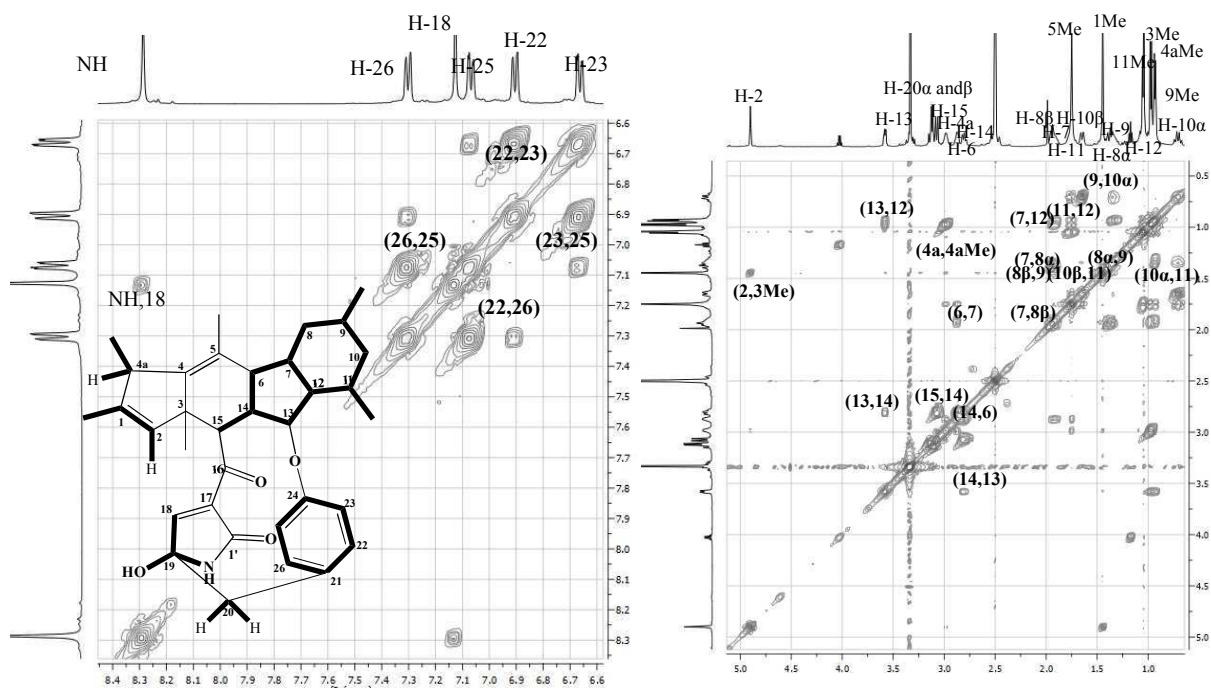 NH
H-26
H-18
H-25
H-22
H-23
6.6
6.7
6.8
6.9
7.0
7.1
7.2
7.3
7.4
7.5
7.6
7.7
7.8
7.9
8.0
8.1
8.2
8.3
(22,23)
(26,25)
(23,25)
(22,26)
NH,18
H
4a
4
5
8
9
10
6
7
12
11
3
14
13
1
2
15
H
16
O
O
17
24
23
18
22
1'
O
26
21
HO
19
N
H
20
H
H
8.4 8.3 8.2 8.1 8.0 7.9 7.8 7.7 7.6 7.5 7.4 7.3 7.2 7.1 7.0 6.9 6.8 6.7 6.6
1Me
5Me
3Me
4aMe
11Me
9Me
H-2
H-20α andβ
H-13
H-15
H-4a
H-14
H-6
H-8β
H-7
H-11
H-10β
H-9
H-8α
H-12
H-10α
0.5
1.0
1.5
2.0
2.5
3.0
3.5
4.0
4.5
5.0
(9,10α)
(13,12)
(7,12)
(11,12)
(4a,4aMe)
(7,8α)
(8α,9)
(8β,9)
(10β,11)
(10α,11)
(2,3Me)
(6,7)
(7,8β)
(13,14)
(15,14)
(14,6)
(14,13)
5.0 4.5 4.0 3.5 3.0 2.5 2.0 1.5 1.0